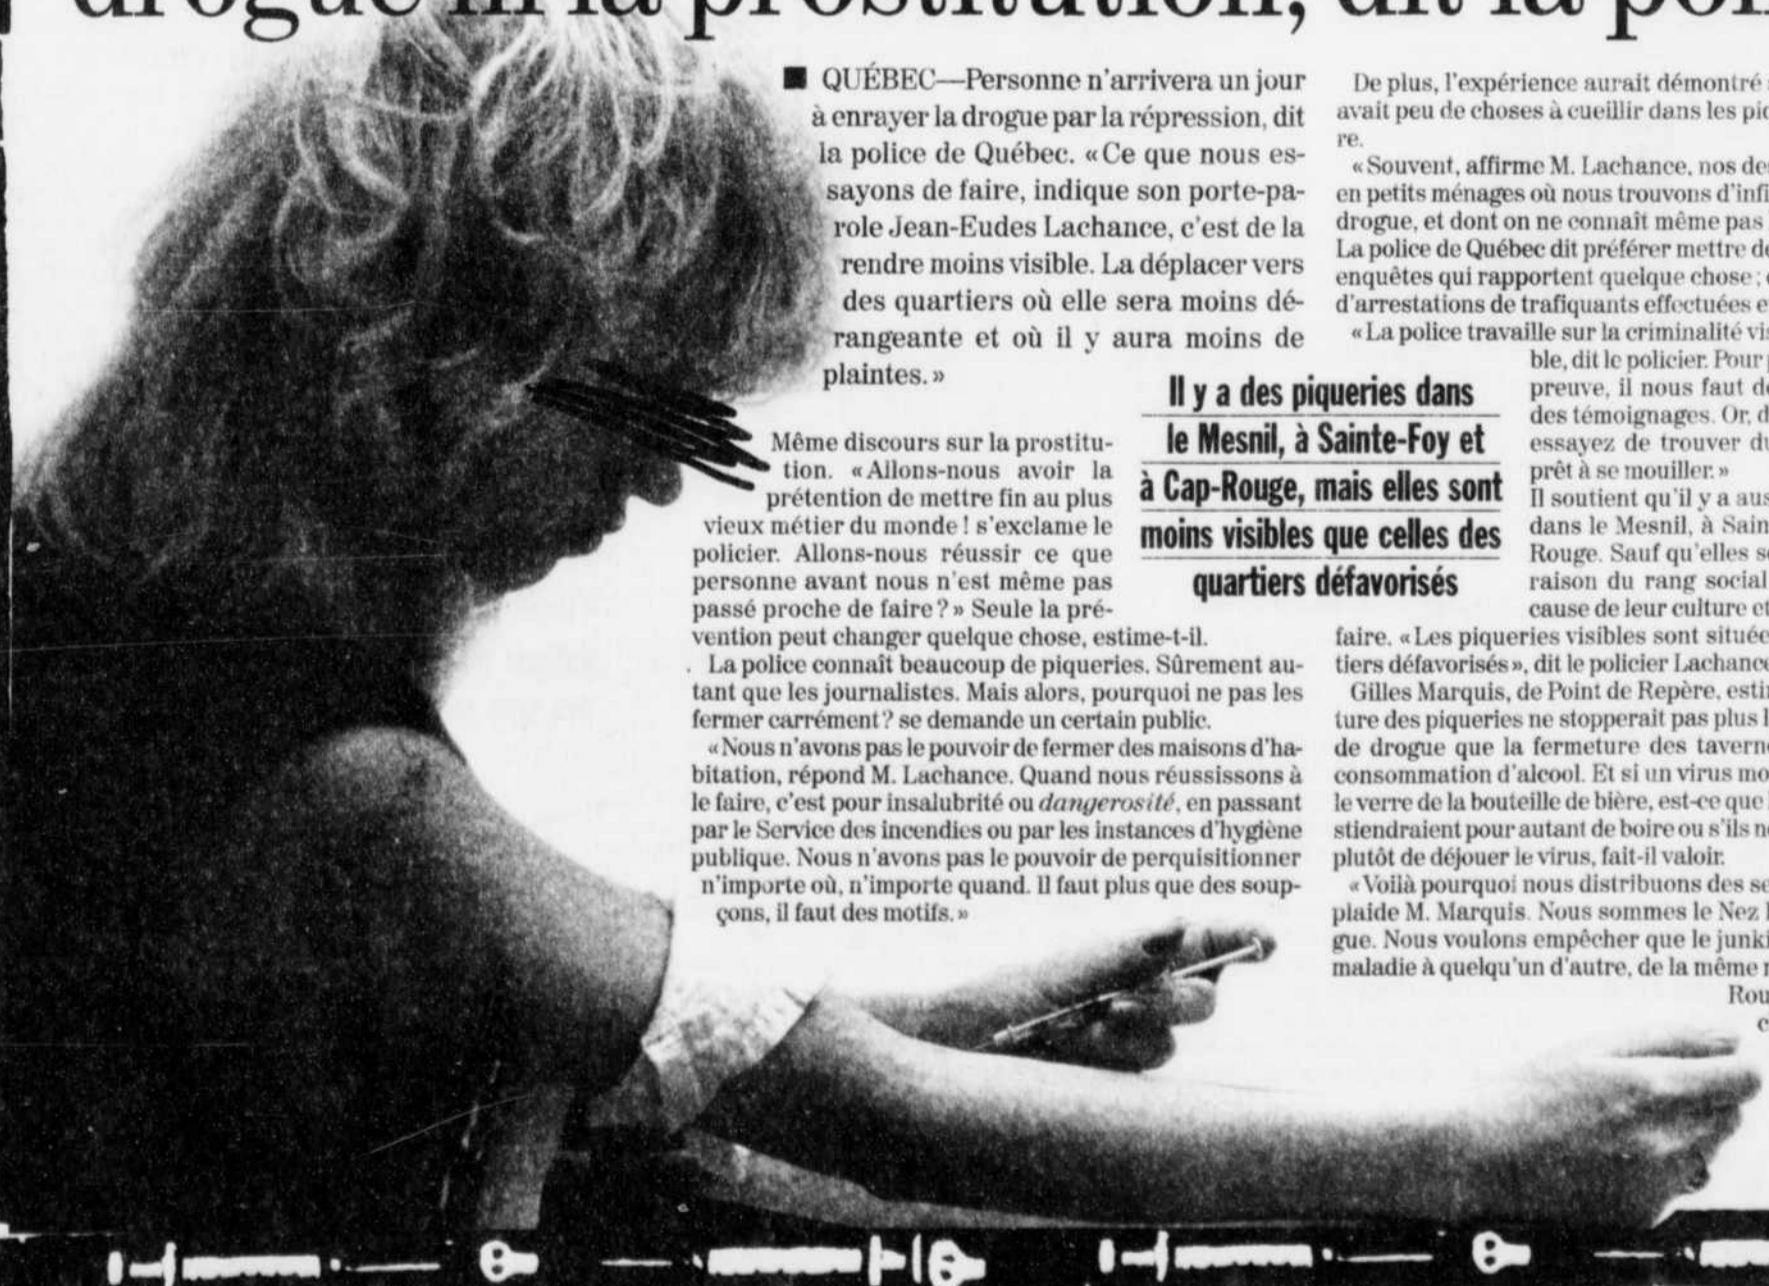 drogue ni la prostitution, dit la
■ QUÉBEC—Personne n'arrivera un jour
à enrayer la drogue par la répression, dit
la police de Québec. «Ce que nous es-
sayons de faire, indique son porte-pa-
role Jean-Eudes Lachance, c'est de la
rendre moins visible. La déplacer vers
des quartiers où elle sera moins dé-
rangeante et où il y aura moins de
plaintes.»
Même discours sur la prostitu-
tion. «Allons-nous avoir la
prétention de mettre fin au plus
vieux métier du monde! s'exclame le
policier. Allons-nous réussir ce que
personne avant nous n'est même pas
passé proche de faire?» Seule la pré-
vention peut changer quelque chose, estime-t-il.
La police connaît beaucoup de piqueries. Sûrement au-
tant que les journalistes. Mais alors, pourquoi ne pas les
fermer carrément? se demande un certain public.
«Nous n'avons pas le pouvoir de fermer des maisons d'ha-
bitation, répond M. Lachance. Quand nous réussissons à
le faire, c'est pour insalubrité ou dangerosité, en passant
par le Service des incendies ou par les instances d'hygiène
publique. Nous n'avons pas le pouvoir de perquisitionner
n'importe où, n'importe quand. Il faut plus que des soup-
çons, il faut des motifs.»
Il y a des piqueries dans
le Mesnil, à Sainte-Foy et
à Cap-Rouge, mais elles sont
moins visibles que celles des
quartiers défavorisés
De plus, l'expérience aurait démontré
avait peu de choses à cueillir dans les
re.
«Souvent, affirme M. Lachance, nos
en petits ménages où nous trouvons
drogue, et dont on ne connaît même pas
La police de Québec dit préférer mettre
enquêtes qui rapportent quelque chose;
d'arrestations de trafiquants effectuées
«La police travaille sur la criminalité
ble, dit le policier. Pour
preuve, il nous faut
des témoignages. Or,
essayez de trouver
prêt à se mouiller.»
Il soutient qu'il y a
dans le Mesnil, à
Rouge. Sauf qu'elles
raison du rang social
cause de leur culture et
faire. «Les piqueries visibles sont
tiers défavorisés», dit le policier Lachance
Gilles Marquis, de Point de Repère,
ture des piqueries ne stopperait pas plus
de drogue que la fermeture des
consommation d'alcool. Et si un virus
le verre de la bouteille de bière, est-ce que
stiendraient pour autant de boire ou s'ils
plutôt de déjouer le virus, fait-il valoir.
«Voilà pourquoi nous distribuons des
plaide M. Marquis. Nous sommes le Nez
gue. Nous voulons empêcher que le
maladie à quelqu'un d'autre, de la même